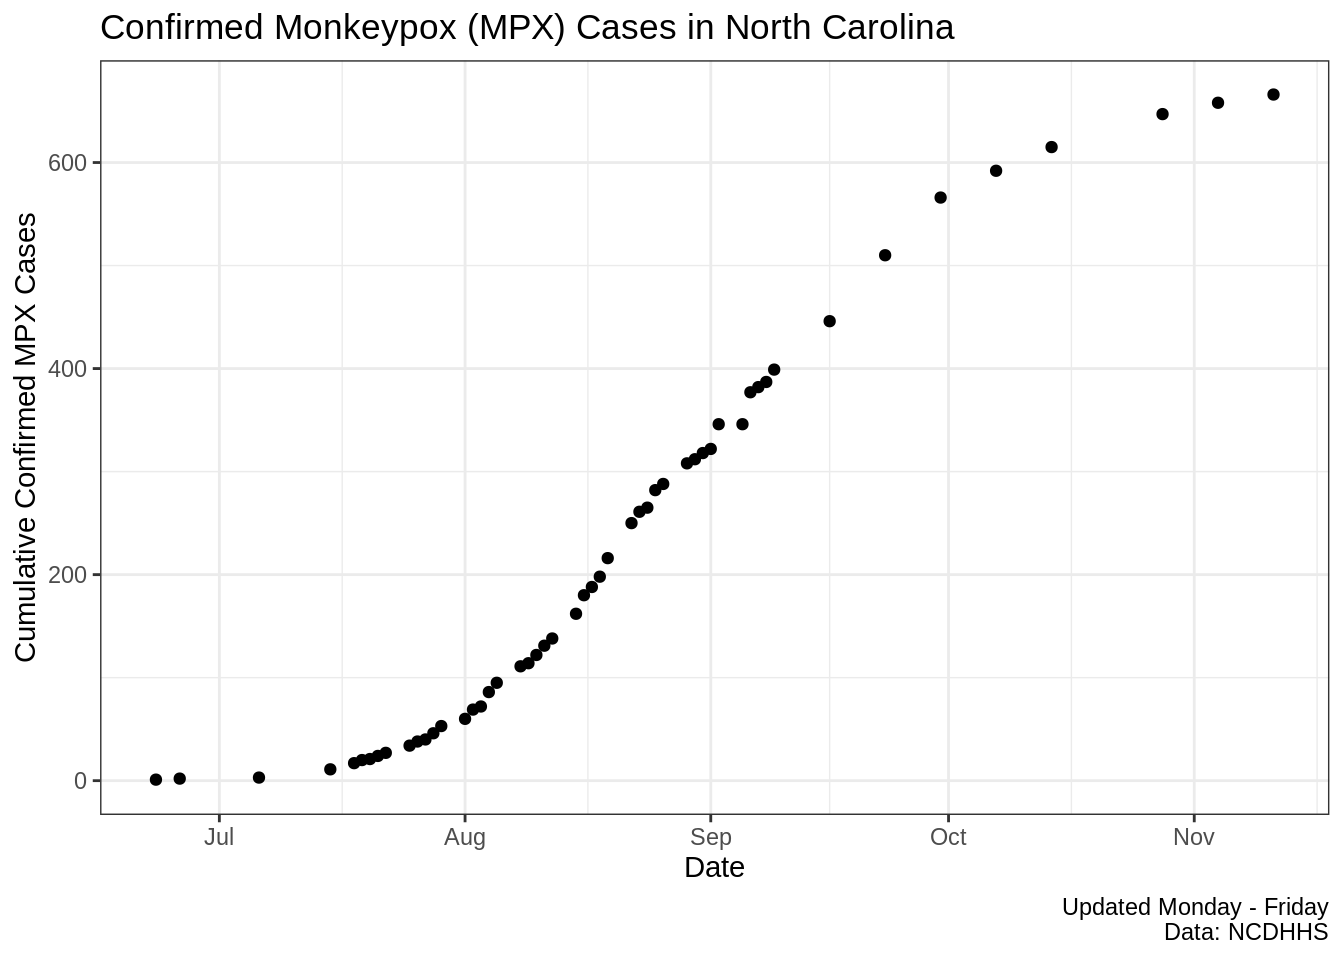 Confirmed Monkeypox (MPX) Cases in North Carolina
Cumulative Confirmed MPX Cases
600
400
200
0
Jul
Aug
Sep
Oct
Nov
Date
Updated Monday - Friday
Data: NCDHHS